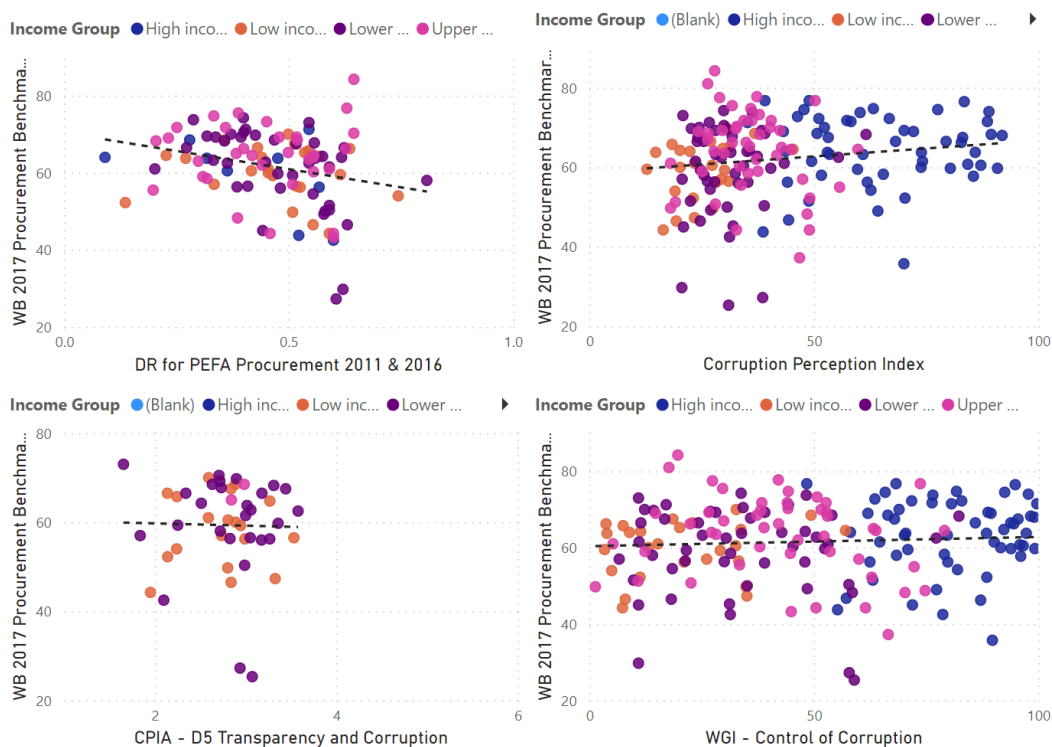 Income Group High inco... Low inco... Lower ... Upper ...
WB 2017 Procurement Benchma...
80
60
40
20
0.0 0.5 1.0
DR for PEFA Procurement 2011 & 2016
Income Group (Blank) High inco... Low inco... Lower ...
WB 2017 Procurement Benchmar...
80
60
40
20
0 50 100
Corruption Perception Index
Income Group (Blank) High inc... Low inc... Lower ...
WB 2017 Procurement Benchma...
80
60
40
20
2 4 6
CPIA - D5 Transparency and Corruption
Income Group High inco... Low inco... Lower ... Upper ...
WB 2017 Procurement Benchma...
80
60
40
20
0 50 100
WGI - Control of Corruption